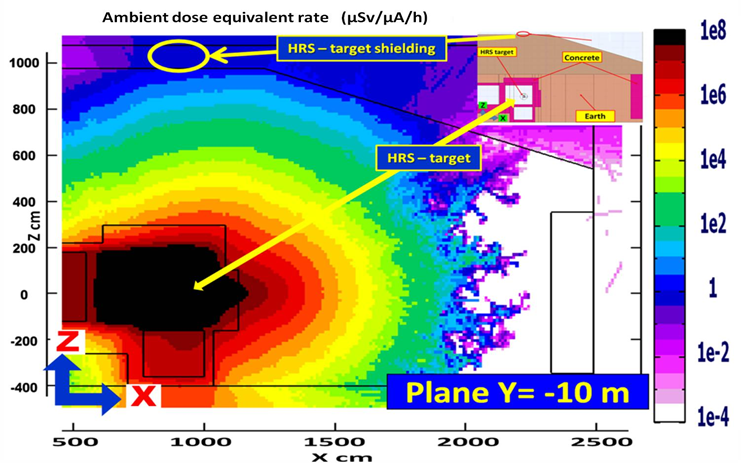 Ambient dose equivalent rate (µSv/µA/h)
HRS – target shielding
HRS target
Concrete
Earth
Z
X
HRS – target
1000
800
600
400
200
0
-200
-400
Z cm
Z
X
Plane Y= -10 m
500
1000
1500
2000
2500
X cm
1e8
1e6
1e4
1e2
1
1e-2
1e-4